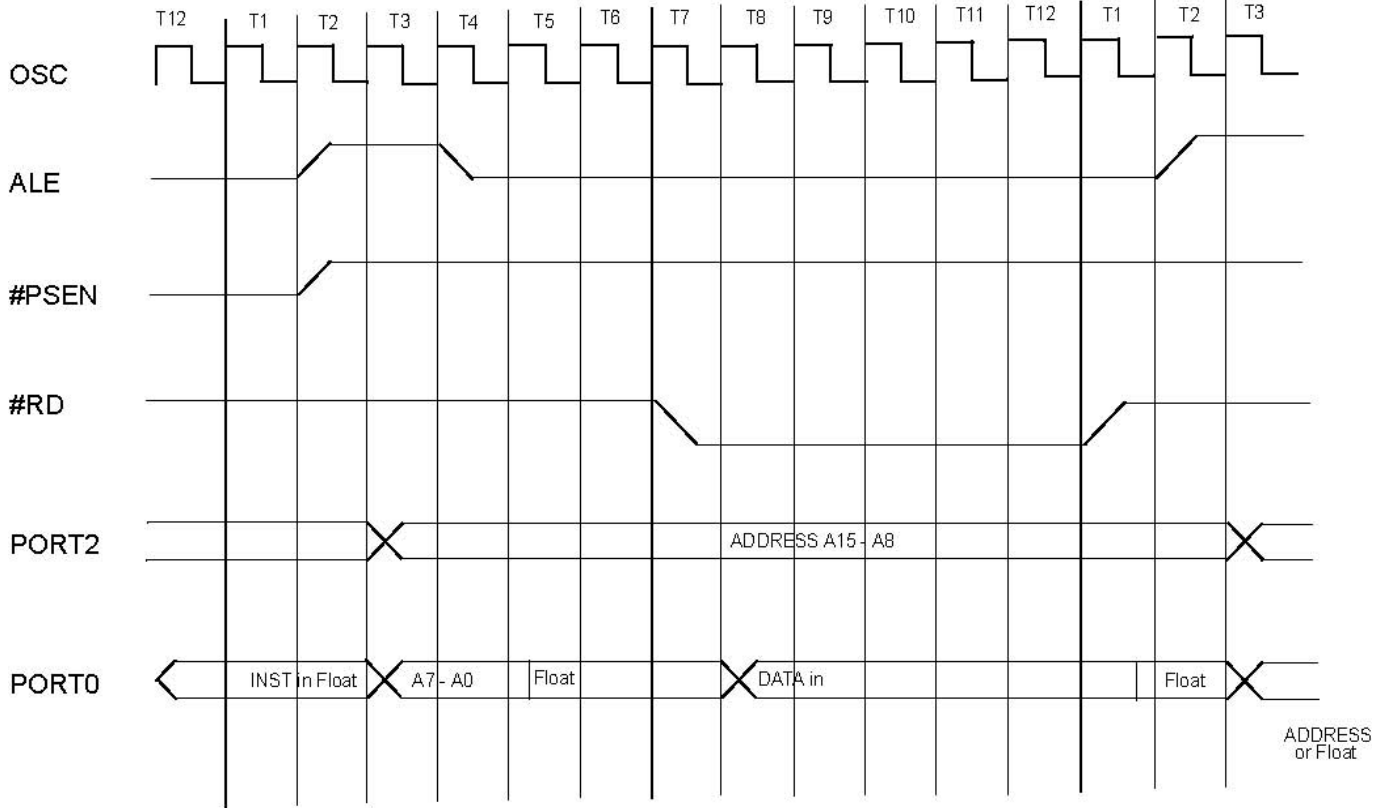 T12 T1 T2 T3 T4 T5 T6 T7 T8 T9 T10 T11 T12 T1 T2 T3
OSC
ALE
#PSEN
#RD
PORT2 ADDRESS A15 - A8
PORT0 INST in Float A7 - A0 Float DATA in Float
ADDRESS
or Float